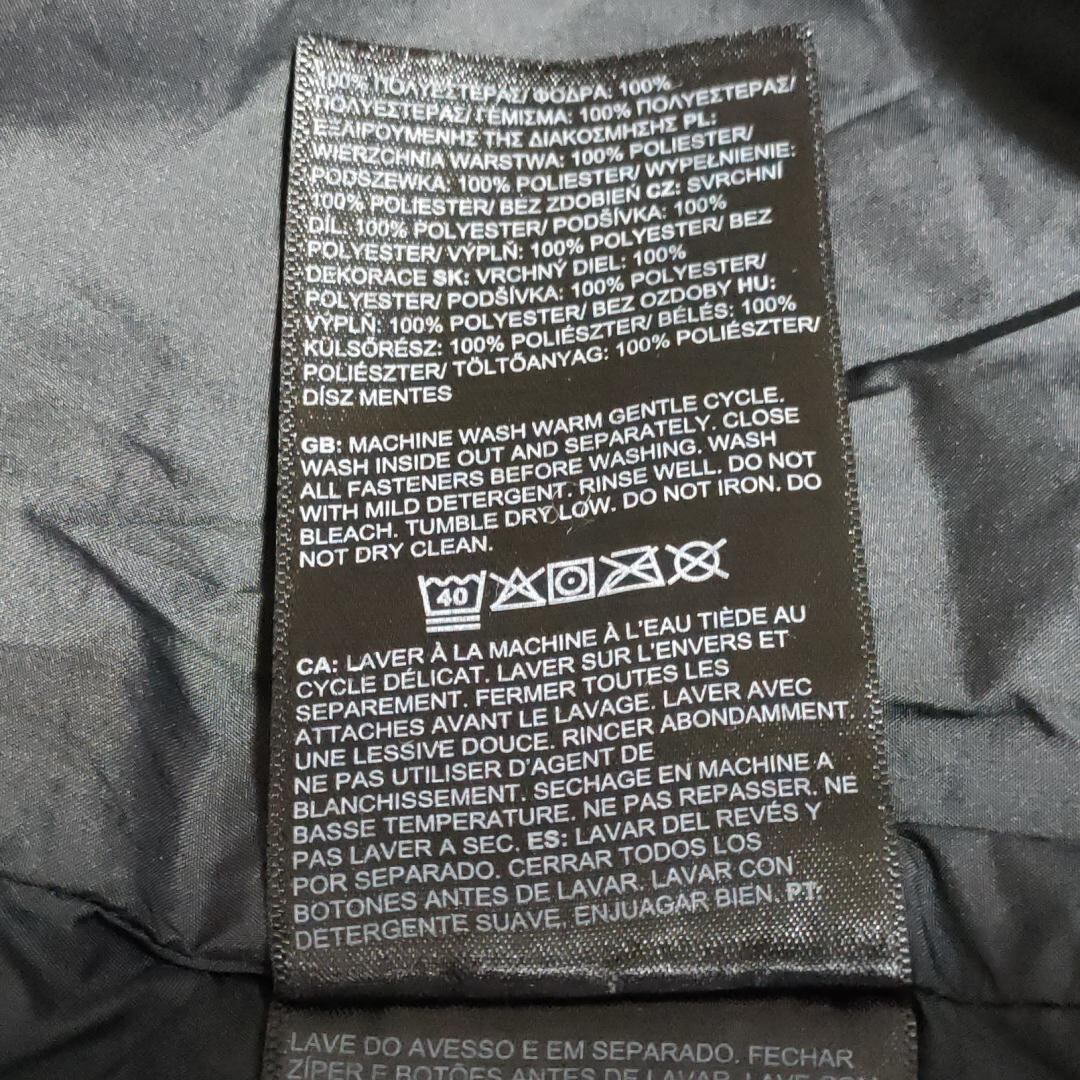 100% ΠΟΛΥΕΣΤΕΡΑΣ/ ΦΟΔΡΑ: 100%
ΠΟΛΥΕΣΤΕΡΑΣ/ ΓΕΜΙΣΜΑ: 100% ΠΟΛΥΕΣΤΕΡΑΣ/
ΕΞΑΙΡΟΥΜΕΝΗΣ ΤΗΣ ΔΙΑΚΟΣΜΗΣΗΣ PL:
WIERZCHNIA WARSTWA: 100% POLIESTER/
PODSZEWKA: 100% POLIESTER/ WYPEŁNIENIE:
100% POLIESTER/ BEZ ZDOBIEŃ CZ: SVRCHNÍ
DÍL: 100% POLYESTER/ PODŠÍVKA: 100%
POLYESTER/ VÝPLŇ: 100% POLYESTER/ BEZ
DEKORACE SK: VRCHNÝ DIEL: 100%
POLYESTER/ PODŠÍVKA: 100% POLYESTER/
VÝPLŇ: 100% POLYESTER/ BEZ OZDOBY HU:
KÜLSŐRÉSZ: 100% POLIÉSZTER/ BÉLÉS: 100%
POLIÉSZTER/ TÖLTŐANYAG: 100% POLIÉSZTER/
DÍSZ MENTES
GB: MACHINE WASH WARM GENTLE CYCLE.
WASH INSIDE OUT AND SEPARATELY. CLOSE
ALL FASTENERS BEFORE WASHING. WASH
WITH MILD DETERGENT. RINSE WELL. DO NOT
BLEACH. TUMBLE DRY LOW. DO NOT IRON. DO
NOT DRY CLEAN.
40
CA: LAVER À LA MACHINE À L'EAU TIÈDE AU
CYCLE DÉLICAT. LAVER SUR L'ENVERS ET
SEPAREMENT. FERMER TOUTES LES
ATTACHES AVANT LE LAVAGE. LAVER AVEC
UNE LESSIVE DOUCE. RINCER ABONDAMMENT
NE PAS UTILISER D'AGENT DE
BLANCHISSEMENT. SECHAGE EN MACHINE A
BASSE TEMPERATURE. NE PAS REPASSER. NE
PAS LAVER A SEC. ES: LAVAR DEL REVÉS Y
POR SEPARADO. CERRAR TODOS LOS
BOTONES ANTES DE LAVAR. LAVAR CON
DETERGENTE SUAVE. ENJUAGAR BIEN. PT:
LAVE DO AVESSO E EM SEPARADO. FECHAR
ZÍPER E BOTÕES ANTES DE LAVAR. LAVE COM